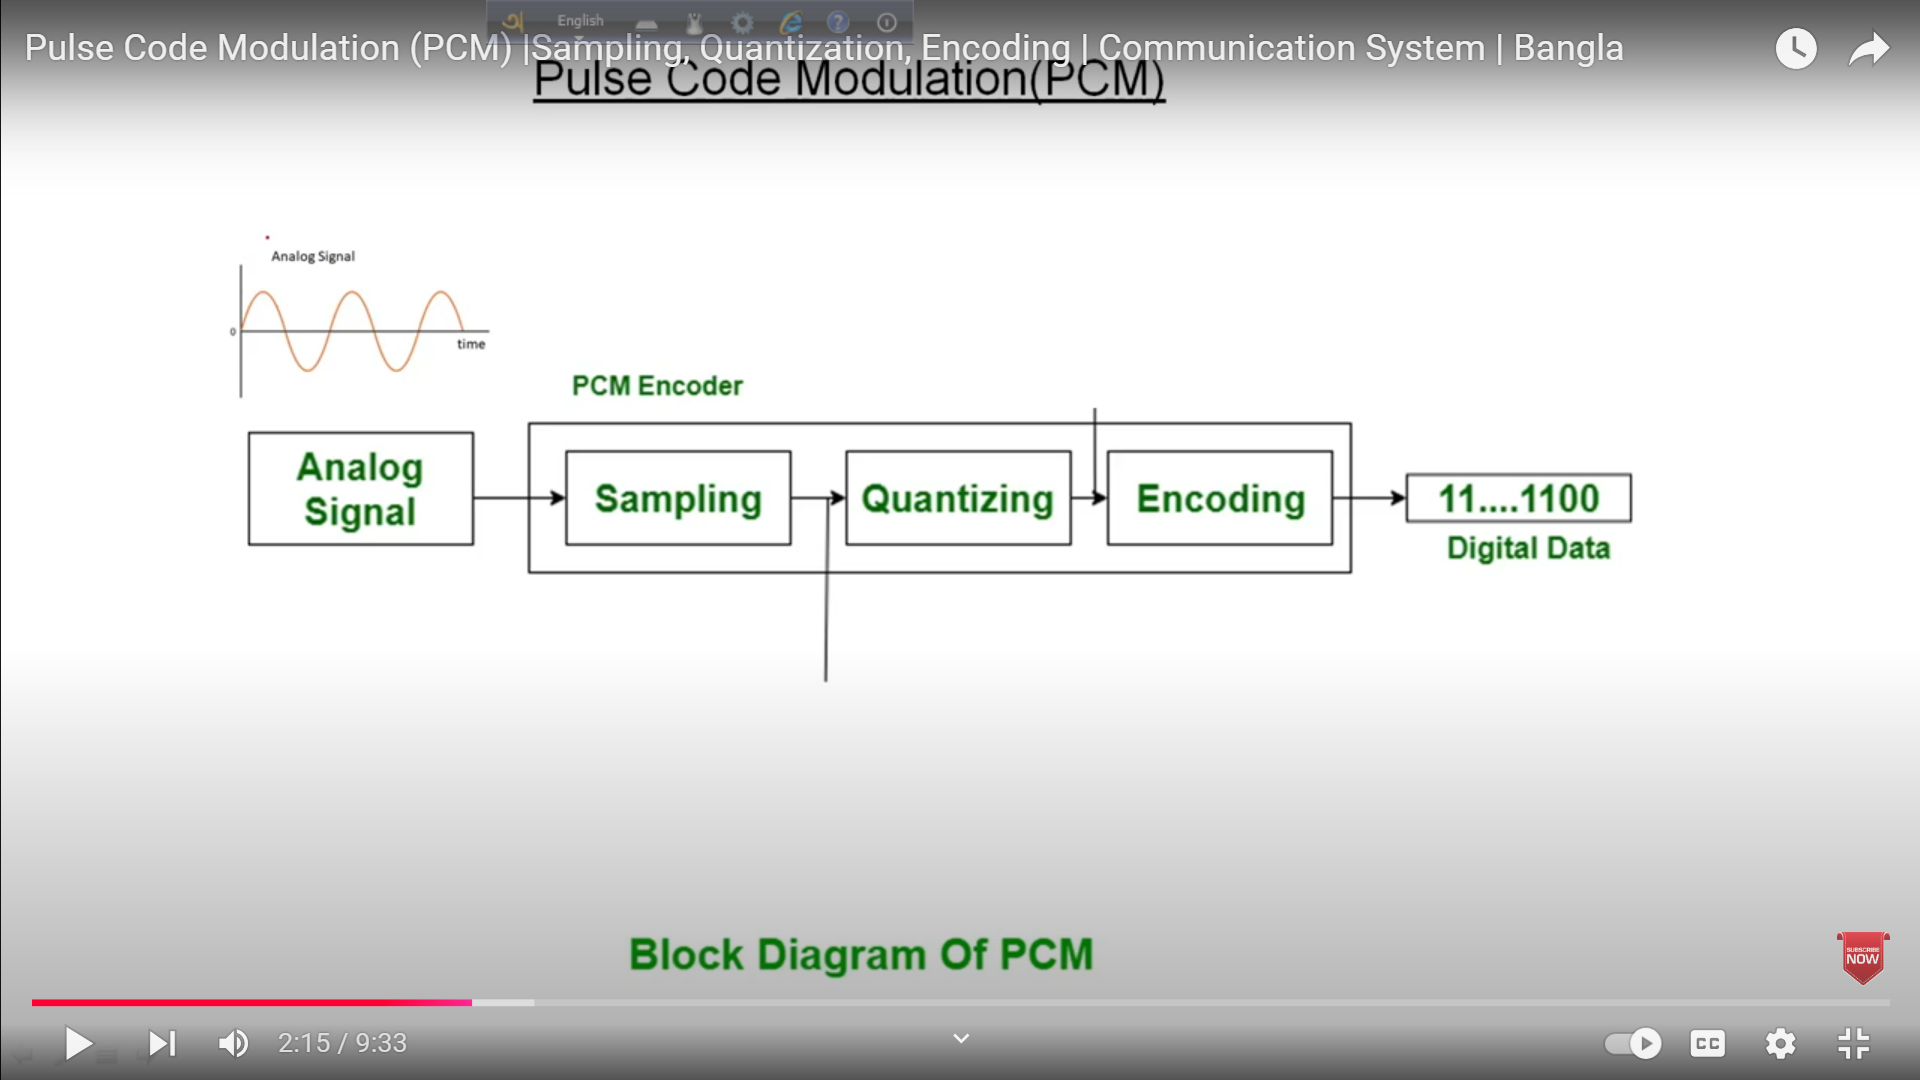 অ English
Pulse Code Modulation (PCM) |Sampling, Quantization, Encoding | Communication System | Bangla
Pulse Code Modulation(PCM)
Analog Signal
0
time
PCM Encoder
Analog
Signal
Sampling
Quantizing
Encoding
11....1100
Digital Data
Block Diagram Of PCM
SUBSCRIBE
NOW
2:15 / 9:33
CC